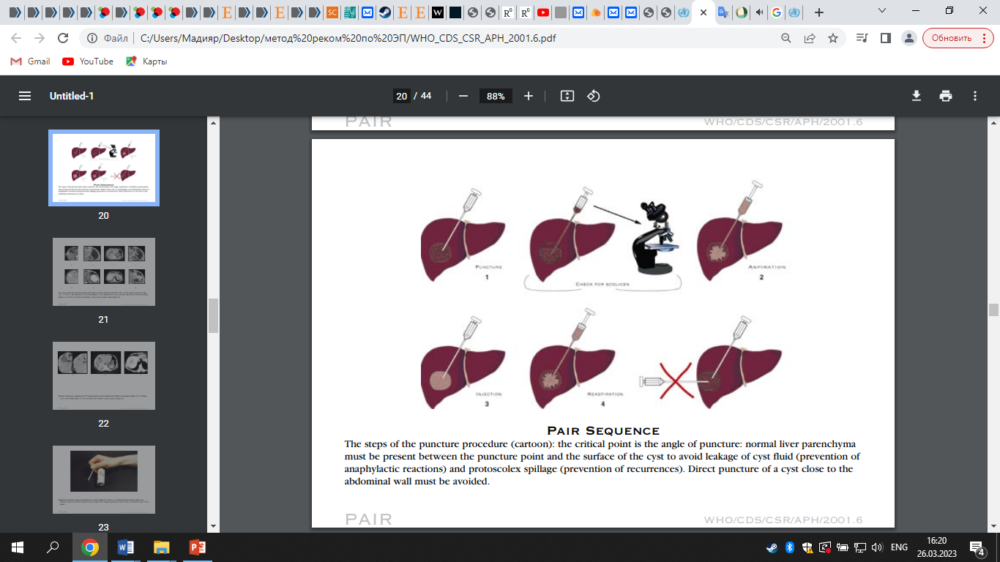 SC
E
W
R⁶
G
Файл
C:/Users/Мадияр/Desktop/метод%20реком%20по%20ЭП/WHO_CDS_CSR_APH_2001.6.pdf
Обновить
Gmail
YouTube
Карты
Untitled-1
20 / 44
88%
20
21
22
23
PAIR
WHO/CDS/CSR/APH/2001.6
PUNCTURE
1
CHECK FOR SCOLICES
ASPIRATION
2
INJECTION
3
REASPIRATION
4
PAIR SEQUENCE
The steps of the puncture procedure (cartoon): the critical point is the angle of puncture: normal liver parenchyma
must be present between the puncture point and the surface of the cyst to avoid leakage of cyst fluid (prevention of
anaphylactic reactions) and protoscolex spillage (prevention of recurrences). Direct puncture of a cyst close to the
abdominal wall must be avoided.
PAIR
WHO/CDS/CSR/APH/2001.6
ENG
16:20
26.03.2023
4